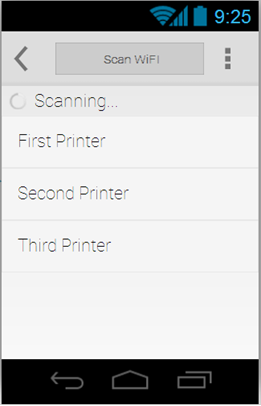 9:25
Scan WiFI
Scanning...
First Printer
Second Printer
Third Printer